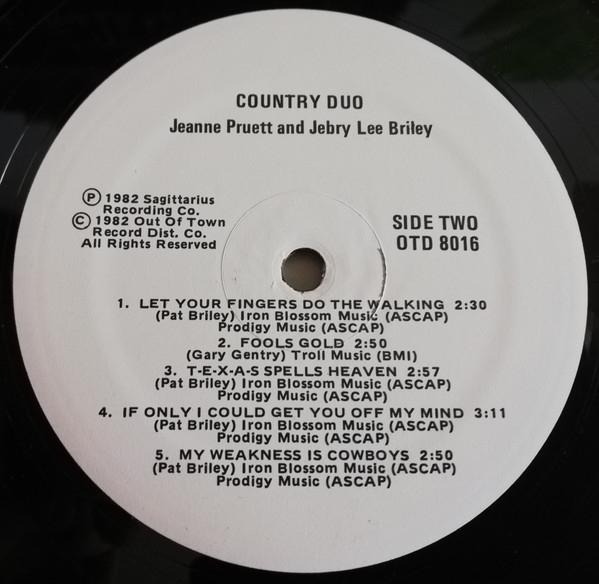 COUNTRY DUO
Jeanne Pruett and Jebry Lee Briley
Ⓟ 1982 Sagittarius
Recording Co.
© 1982 Out Of Town
Record Dist. Co.
All Rights Reserved
SIDE TWO
OTD 8016
1. LET YOUR FINGERS DO THE WALKING 2:30
(Pat Briley) Iron Blossom Music (ASCAP)
Prodigy Music (ASCAP)
2. FOOLS GOLD 2:50
(Gary Gentry) Troll Music (BMI)
3. T-E-X-A-S SPELLS HEAVEN 2:57
(Pat Briley) Iron Blossom Music (ASCAP)
Prodigy Music (ASCAP)
4. IF ONLY I COULD GET YOU OFF MY MIND 3:11
(Pat Briley) Iron Blossom Music (ASCAP)
Prodigy Music (ASCAP)
5. MY WEAKNESS IS COWBOYS 2:50
(Pat Briley) Iron Blossom Music (ASCAP)
Prodigy Music (ASCAP)